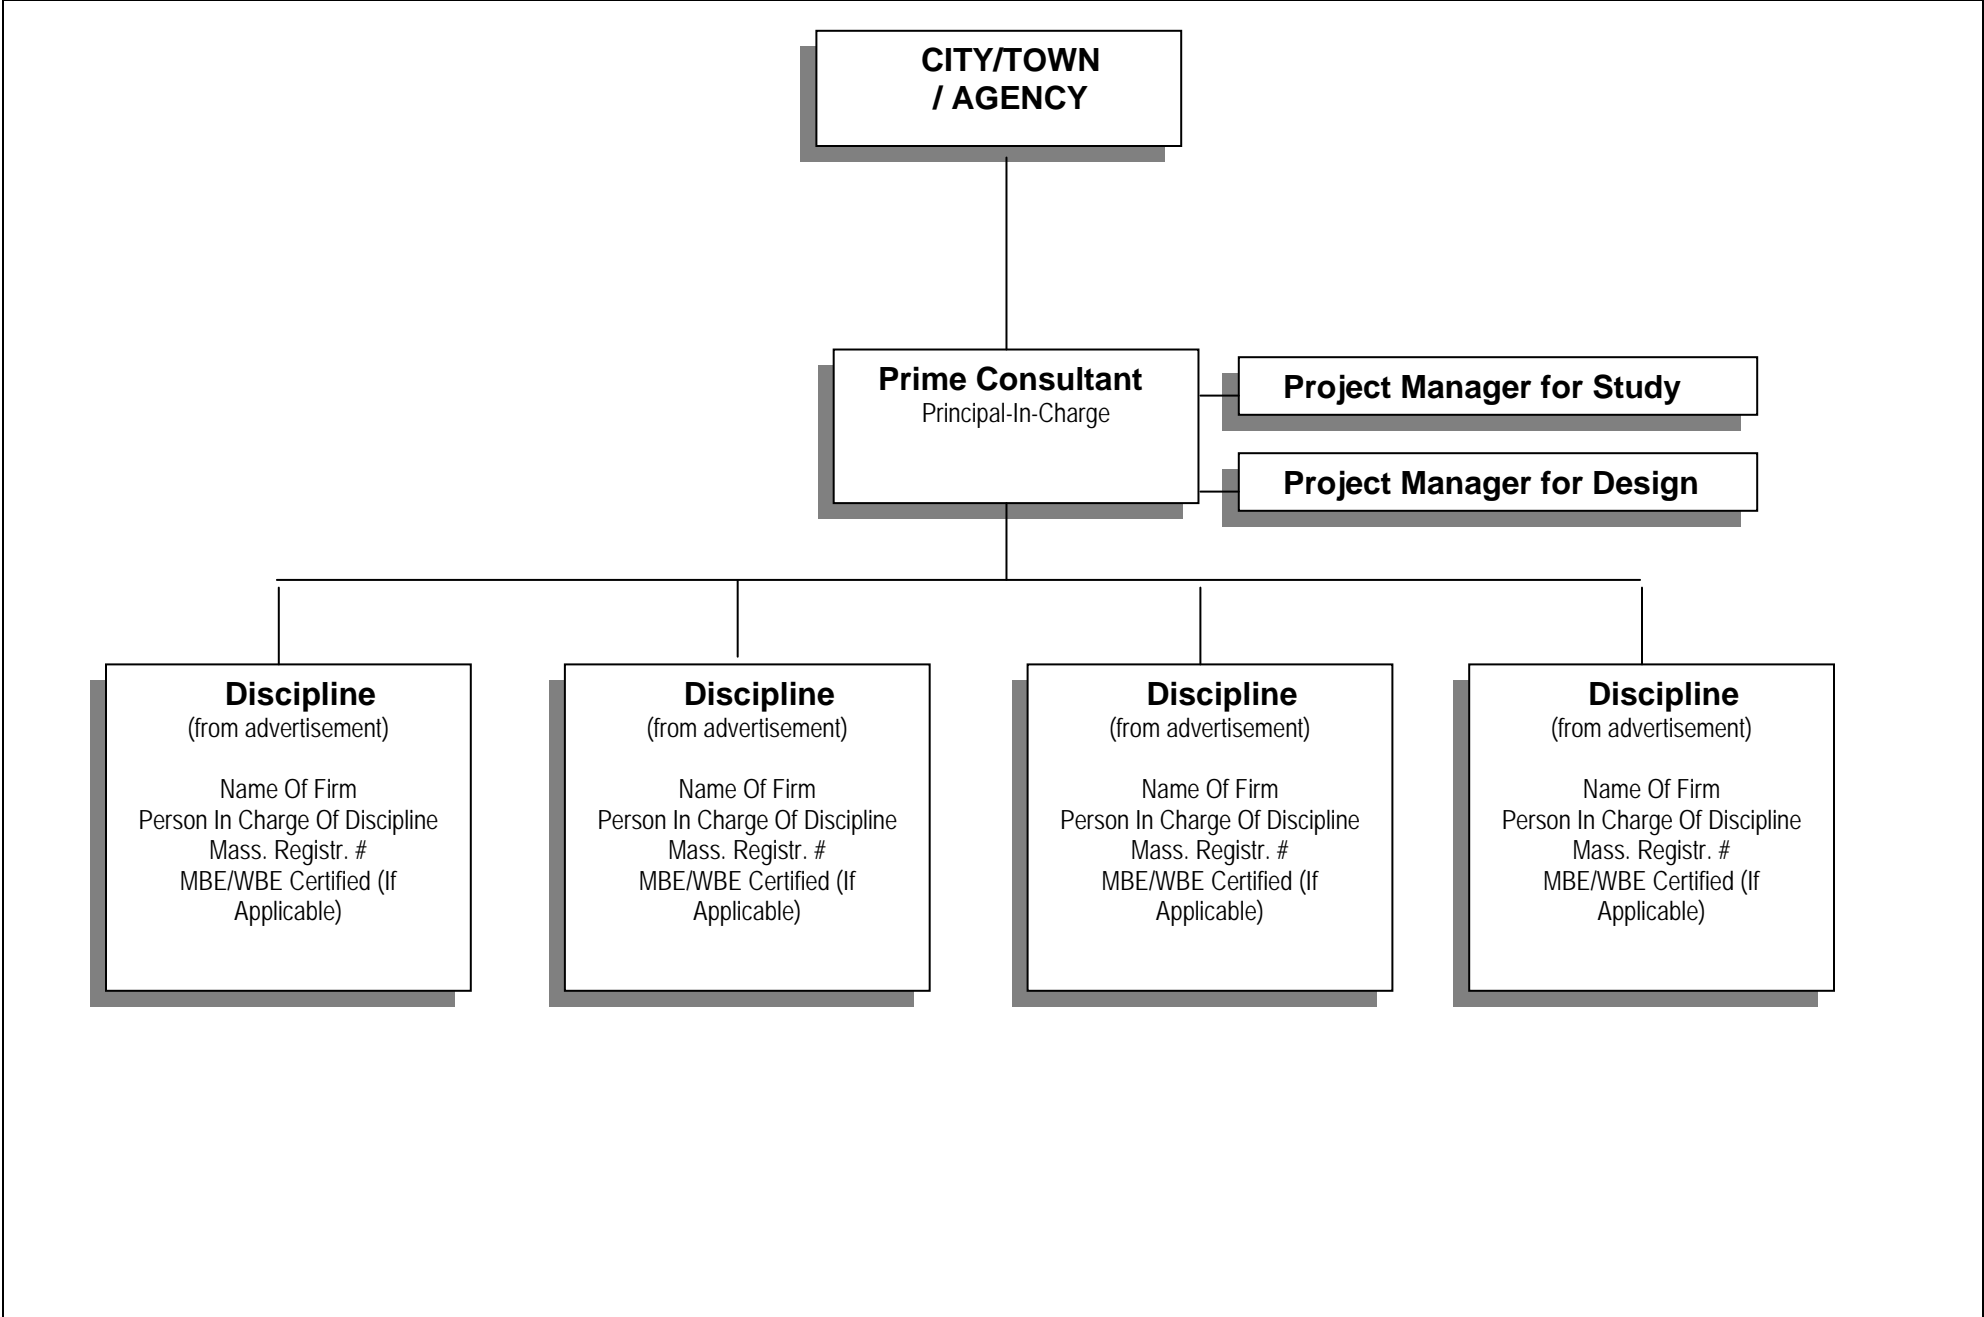 CITY/TOWN
/ AGENCY
Prime Consultant
Principal-In-Charge
Project Manager for Study
Project Manager for Design
Discipline
(from advertisement)
Name Of Firm
Person In Charge Of Discipline
Mass. Registr. #
MBE/WBE Certified (If
Applicable)
Discipline
(from advertisement)
Name Of Firm
Person In Charge Of Discipline
Mass. Registr. #
MBE/WBE Certified (If
Applicable)
Discipline
(from advertisement)
Name Of Firm
Person In Charge Of Discipline
Mass. Registr. #
MBE/WBE Certified (If
Applicable)
Discipline
(from advertisement)
Name Of Firm
Person In Charge Of Discipline
Mass. Registr. #
MBE/WBE Certified (If
Applicable)